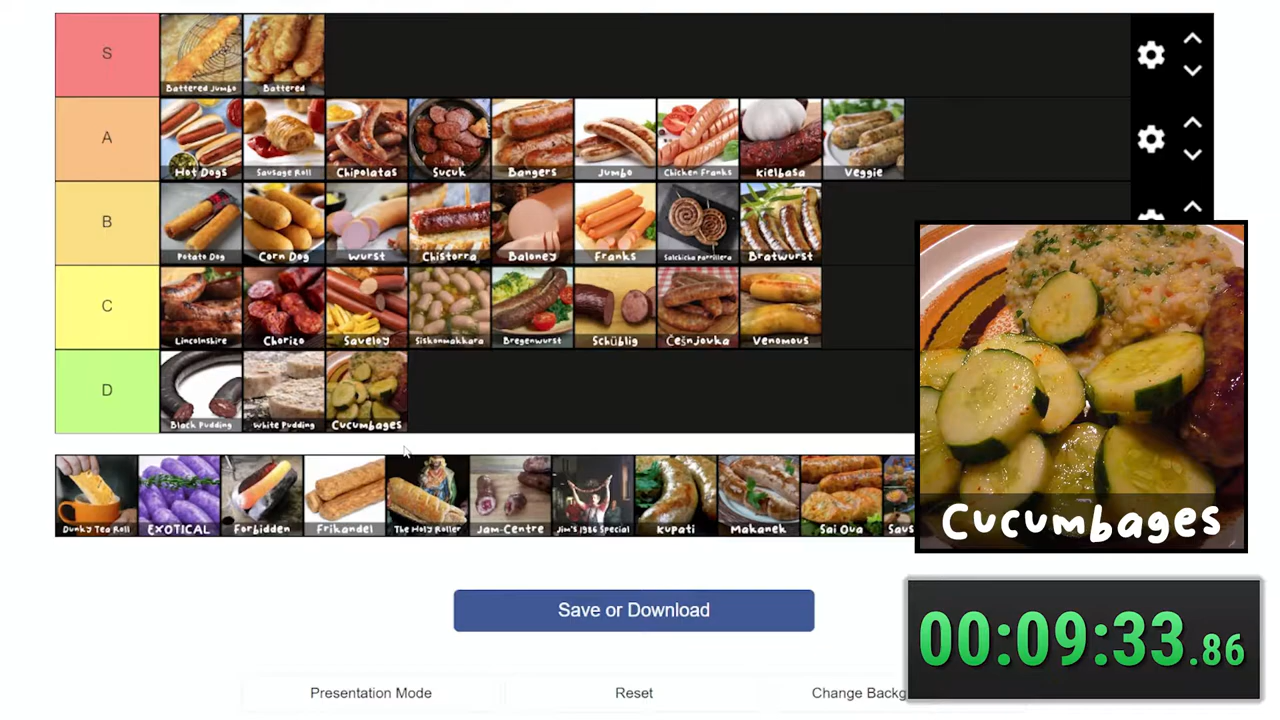 S
Battered Jumbo
Battered
A
Hot Dogs
Sausage Roll
Chipolatas
Sucuk
Bangers
Jumbo
Chicken Franks
Kielbasa
Veggie
B
Potato Dog
Corn Dog
Wurst
Chistorra
Baloney
Franks
Salchicha Parrillera
Bratwurst
C
Lincolnshire
Chorizo
Saveloy
Siskonmakkara
Bregenwurst
Schüblig
Češnjovka
Venomous
D
Black Pudding
White Pudding
Cucumbages
Dunky Tea Roll
EXOTICAL
Forbidden
Frikandel
The Holy Roller
Jam-Centre
Jim's 1986 Special
Kupati
Makanek
Sai Oua
Saus
Cucumbages
00:09:33.86
Save or Download
Presentation Mode
Reset
Change Backg